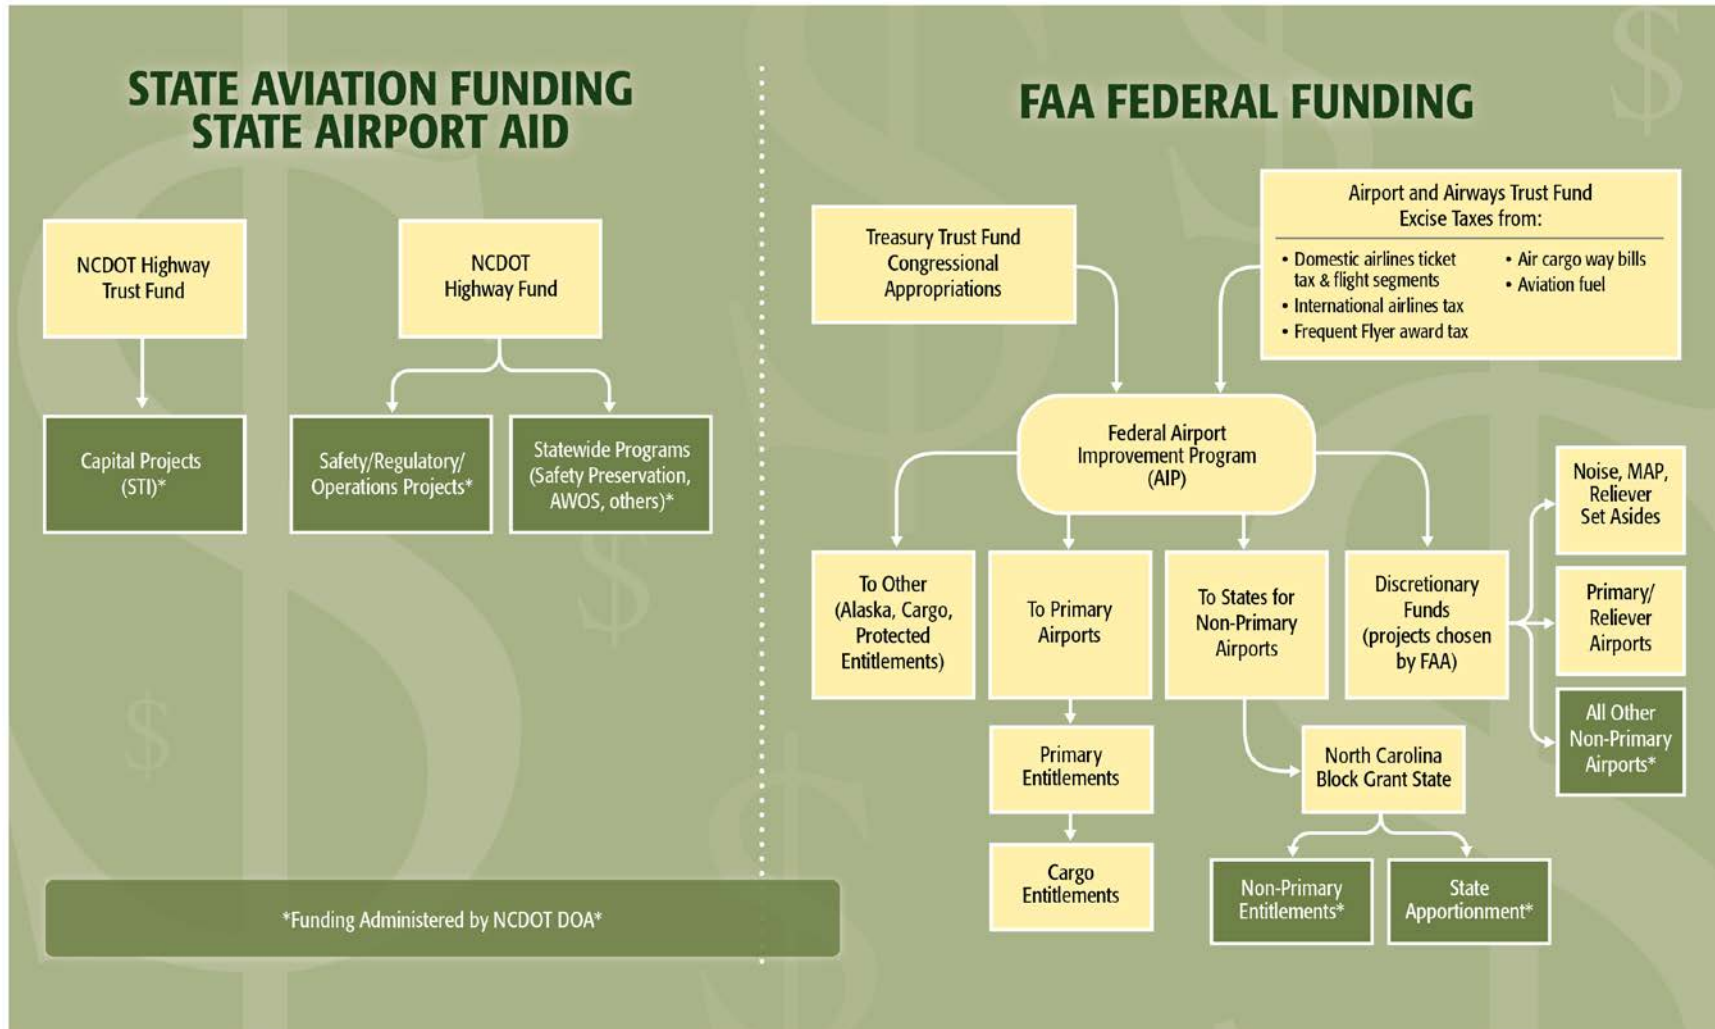 STATE AVIATION FUNDING
STATE AIRPORT AID
NCDOT Highway
Trust Fund
NCDOT
Highway Fund
Capital Projects
(STI)*
Safety/Regulatory/
Operations Projects*
Statewide Programs
(Safety Preservation,
AWOS, others)*
*Funding Administered by NCDOT DOA*
FAA FEDERAL FUNDING
Treasury Trust Fund
Congressional
Appropriations
Airport and Airways Trust Fund
Excise Taxes from:
• Domestic airlines ticket
tax & flight segments
• International airlines tax
• Frequent Flyer award tax
• Air cargo way bills
• Aviation fuel
Federal Airport
Improvement Program
(AIP)
To Other
(Alaska, Cargo,
Protected
Entitlements)
To Primary
Airports
To States for
Non-Primary
Airports
Discretionary
Funds
(projects chosen
by FAA)
Noise, MAP,
Reliever
Set Asides
Primary/
Reliever
Airports
All Other
Non-Primary
Airports*
Primary
Entitlements
North Carolina
Block Grant State
Cargo
Entitlements
Non-Primary
Entitlements*
State
Apportionment*